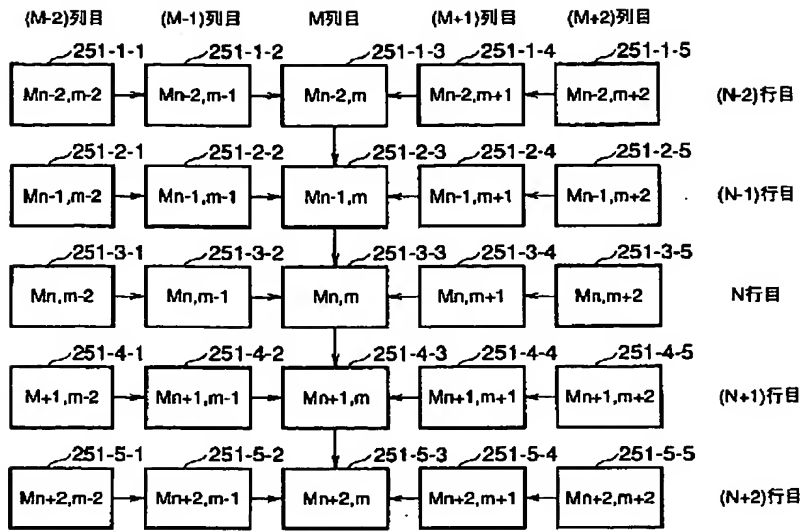 (M-2)列目 (M-1)列目 M列目 (M+1)列目 (M+2)列目
251-1-1 251-1-2 251-1-3 251-1-4 251-1-5
Mn-2,m-2 Mn-2,m-1 Mn-2,m Mn-2,m+1 Mn-2,m+2 (N-2)行目
251-2-1 251-2-2 251-2-3 251-2-4 251-2-5
Mn-1,m-2 Mn-1,m-1 Mn-1,m Mn-1,m+1 Mn-1,m+2 (N-1)行目
251-3-1 251-3-2 251-3-3 251-3-4 251-3-5
Mn,m-2 Mn,m-1 Mn,m Mn,m+1 Mn,m+2 N行目
251-4-1 251-4-2 251-4-3 251-4-4 251-4-5
M+1,m-2 Mn+1,m-1 Mn+1,m Mn+1,m+1 Mn+1,m+2 (N+1)行目
251-5-1 251-5-2 251-5-3 251-5-4 251-5-5
Mn+2,m-2 Mn+2,m-1 Mn+2,m Mn+2,m+1 Mn+2,m+2 (N+2)行目